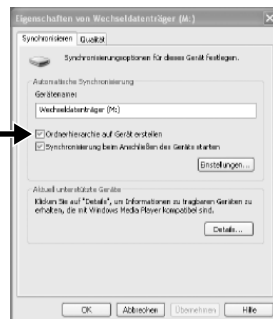 Eigenschaften von Wechseldatenträger (M:)
Synchronisieren Qualität
Synchronisierungsoptionen für dieses Gerät festlegen.
Automatische Synchronisierung
Gerätename:
Wechseldatenträger (M:)
Ordnerhierarchie auf Gerät erstellen
Synchronisierung beim Anschließen des Geräts starten
Einstellungen...
Aktuell unterstützte Geräte
Klicken Sie auf "Details", um Informationen zu tragbaren Geräten zu
erhalten, die mit Windows Media Player kompatibel sind.
Details...
OK Abbrechen Übernehmen Hilfe